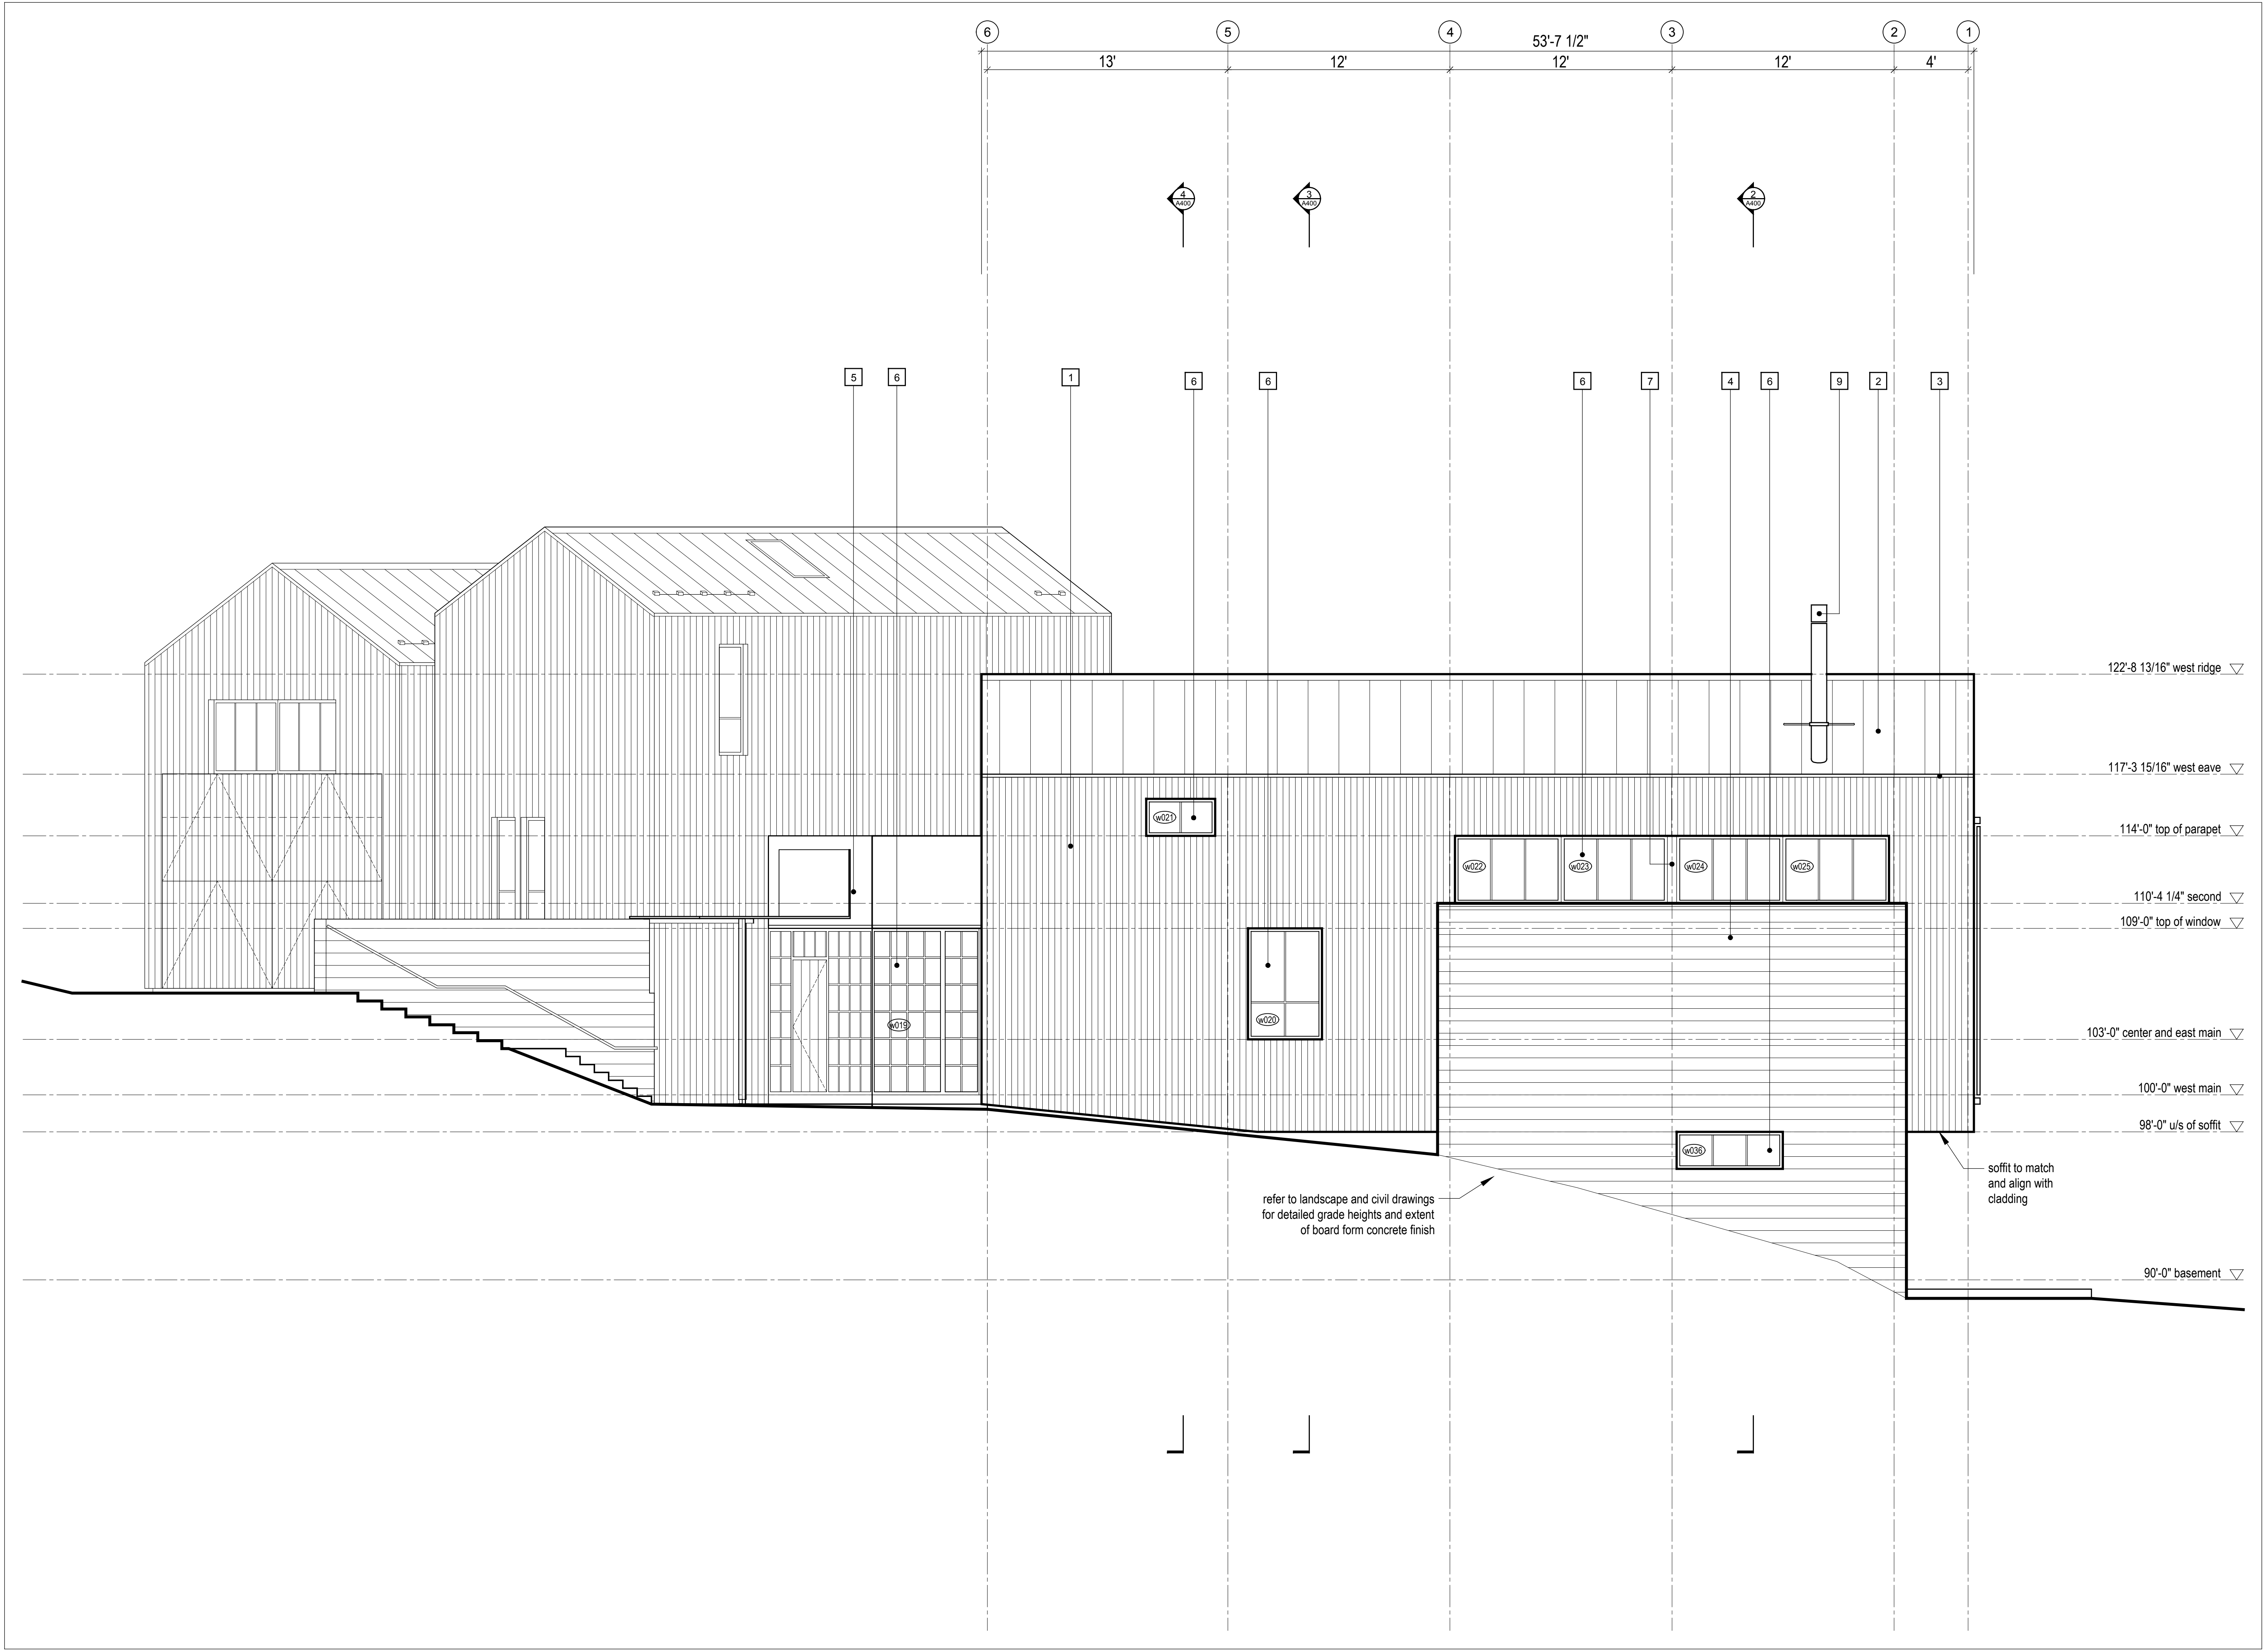 6 5 4 3 2 1
53'-7 1/2"
13' 12' 12' 12' 4'
4 3 2
A400 A400 A400
5 6 1 6 6 6 7 4 6 9 2 3
122'-8 13/16" west ridge
117'-3 15/16" west eave
w021
114'-0" top of parapet
w022 w023 w024 w025
110'-4 1/4" second
109'-0" top of window
w019 w020
103'-0" center and east main
100'-0" west main
98'-0" u/s of soffit
w036
soffit to match
and align with
cladding
refer to landscape and civil drawings
for detailed grade heights and extent
of board form concrete finish
90'-0" basement